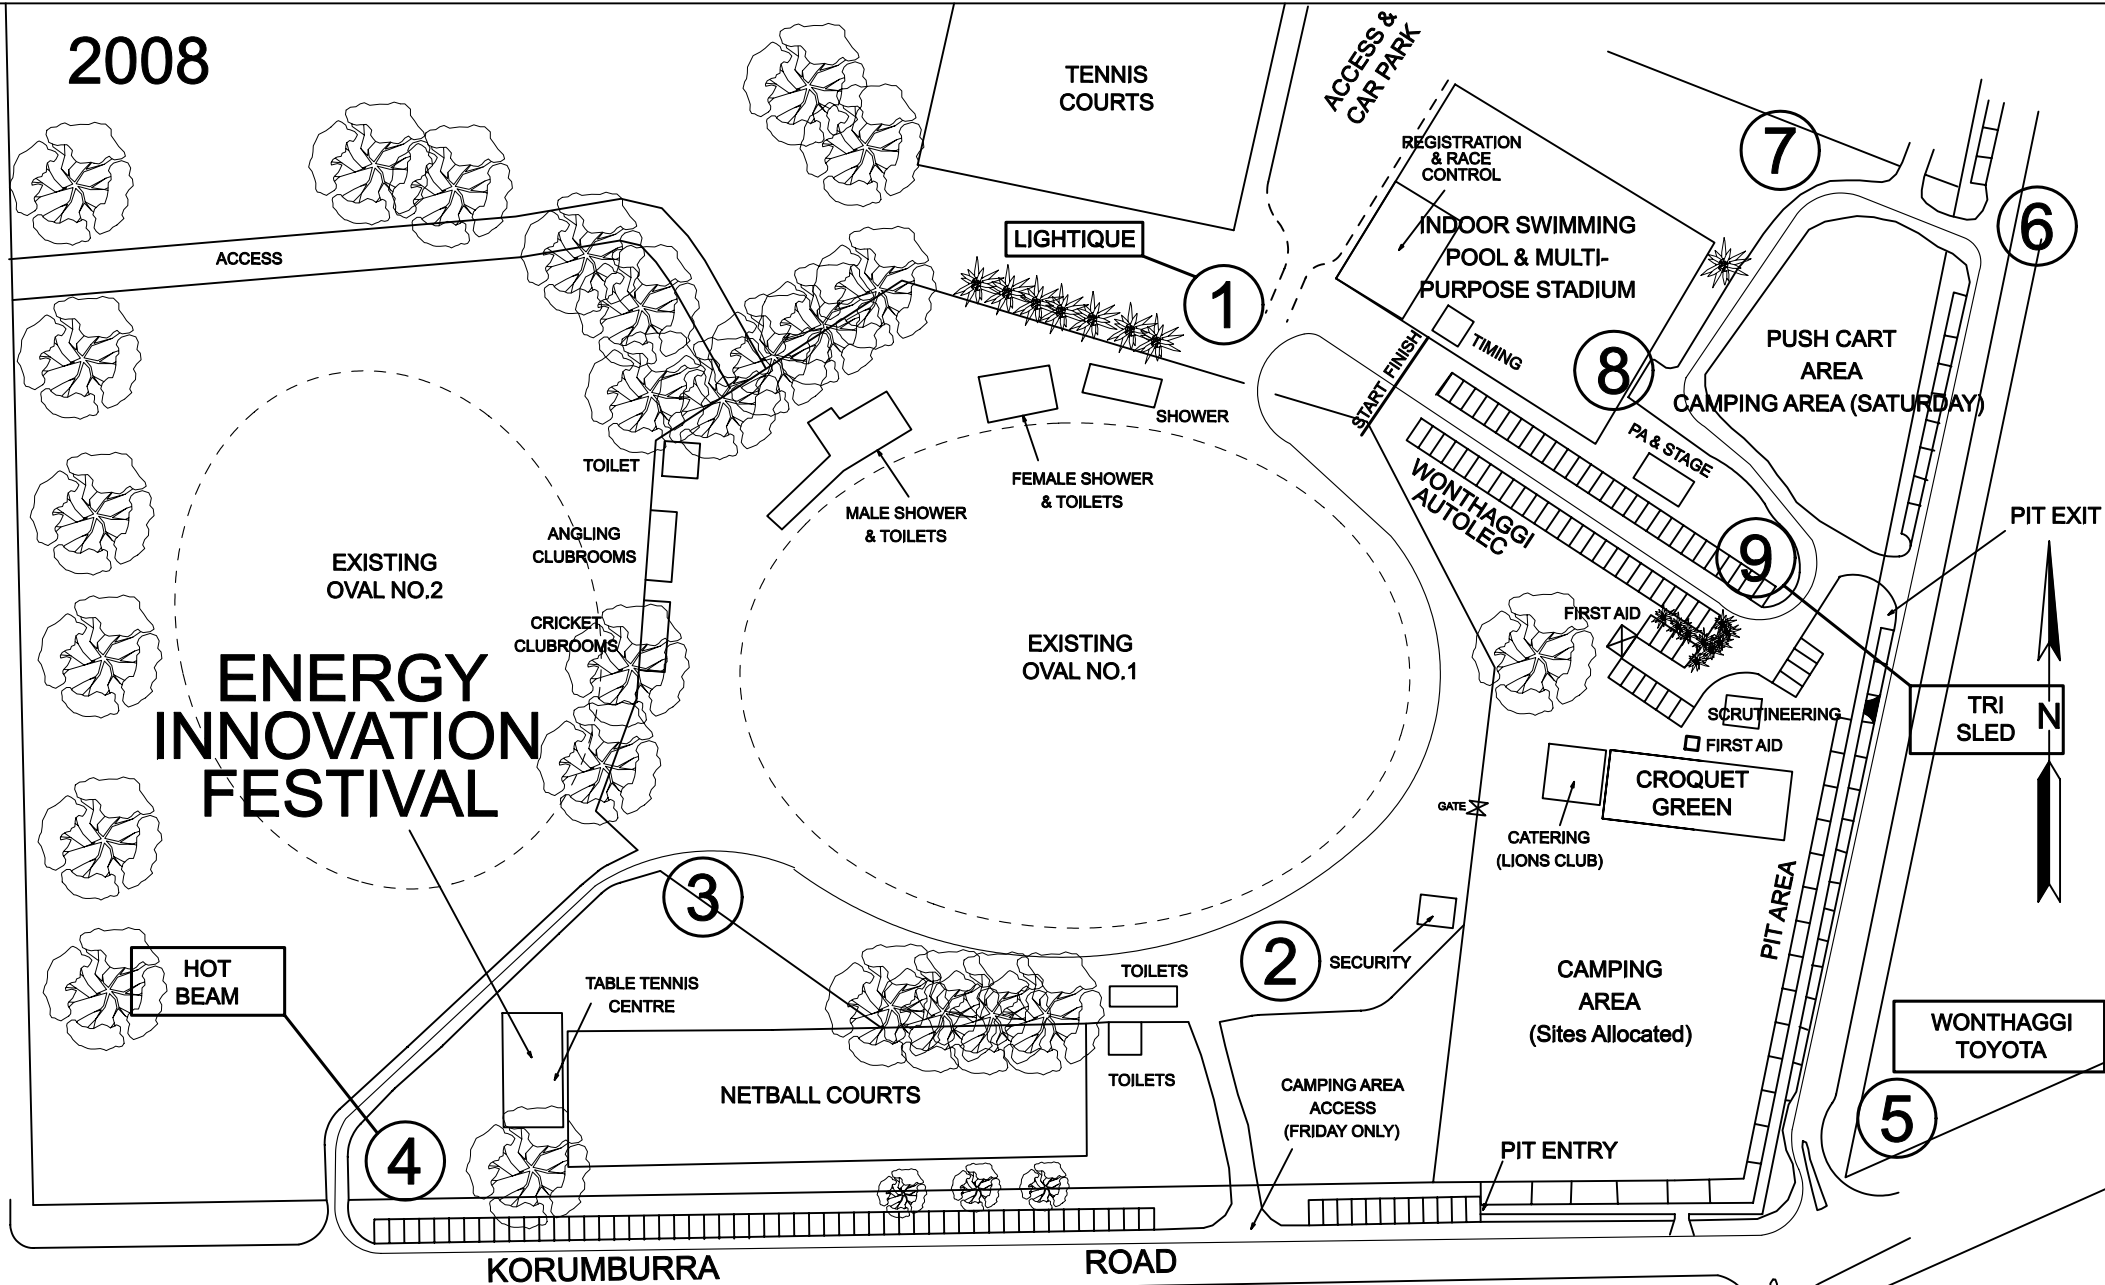 2008
TENNIS
COURTS
ACCESS &
CAR PARK
REGISTRATION
& RACE
CONTROL
7
6
LIGHTIQUE
INDOOR SWIMMING
POOL & MULTI-
PURPOSE STADIUM
ACCESS
1
TIMING
START FINISH
8
PUSH CART
AREA
CAMPING AREA (SATURDAY)
SHOWER
PA & STAGE
TOILET
FEMALE SHOWER
& TOILETS
MALE SHOWER
& TOILETS
WONTHAGGI
AUTOLEC
PIT EXIT
ANGLING
CLUBROOMS
EXISTING
OVAL NO.2
9
CRICKET
CLUBROOMS
EXISTING
OVAL NO.1
FIRST AID
ENERGY
INNOVATION
FESTIVAL
SCRUTINEERING
TRI
SLED
N
FIRST AID
CROQUET
GREEN
GATE
CATERING
(LIONS CLUB)
3
PIT AREA
2
SECURITY
HOT
BEAM
TABLE TENNIS
CENTRE
TOILETS
CAMPING
AREA
(Sites Allocated)
WONTHAGGI
TOYOTA
NETBALL COURTS
TOILETS
CAMPING AREA
ACCESS
(FRIDAY ONLY)
5
4
PIT ENTRY
KORUMBURRA ROAD